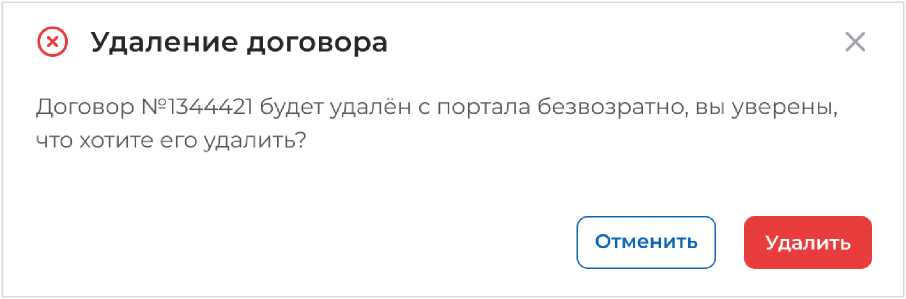 Удаление договора
Договор №1344421 будет удалён с портала безвозратно, вы уверены,
что хотите его удалить?
Отменить
Удалить